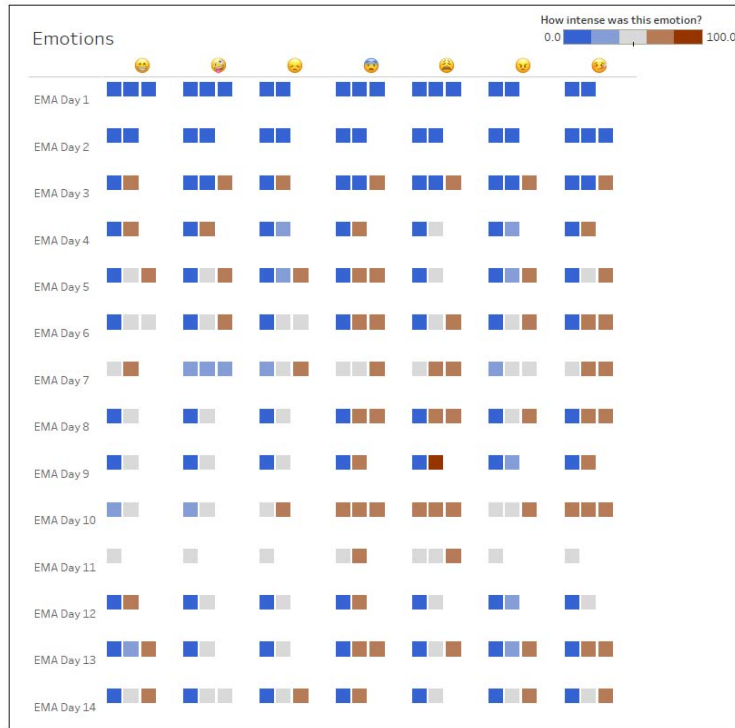 How intense was this emotion?
Emotions
0.0 100.0
EMA Day 1
EMA Day 2
EMA Day 3
EMA Day 4
EMA Day 5
EMA Day 6
EMA Day 7
EMA Day 8
EMA Day 9
EMA Day 10
EMA Day 11
EMA Day 12
EMA Day 13
EMA Day 14